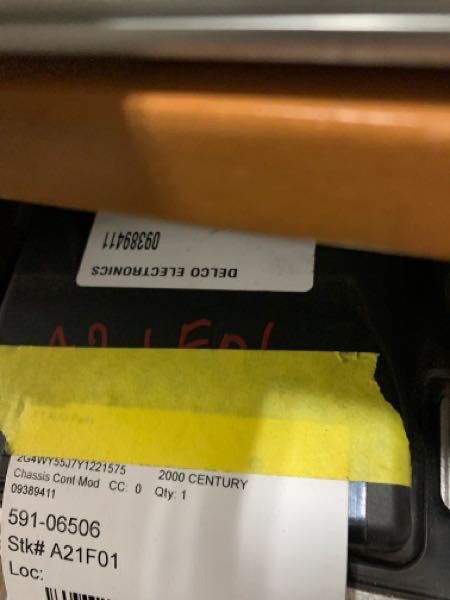 09389411
DELCO ELECTRONICS
A21F01
2G4WY55J7Y1221575
2000 CENTURY
Chassis Cont Mod CC: 0 Qty: 1
09389411
591-06506
Stk# A21F01
Loc: